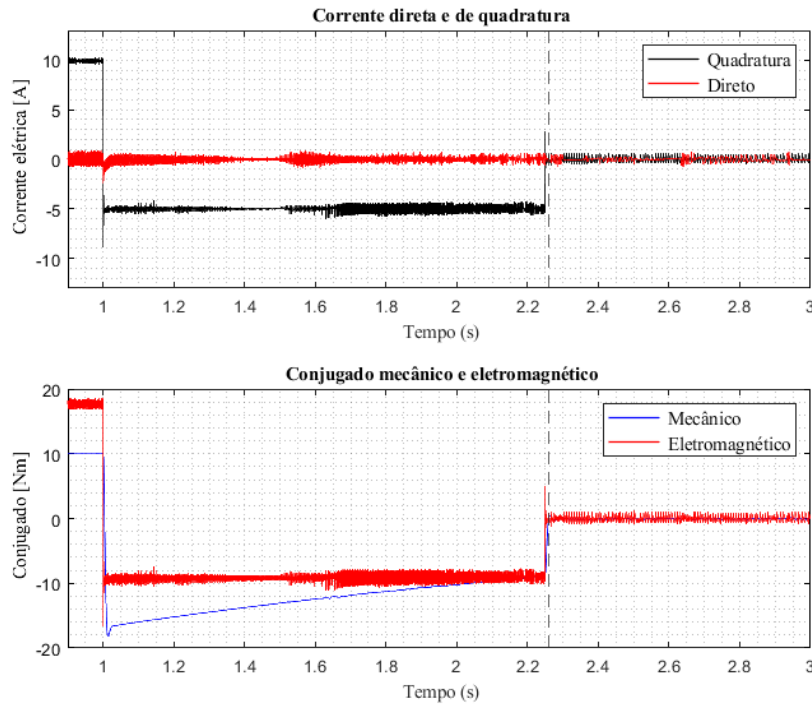 Corrente direta e de quadratura
Corrente elétrica [A]
10
5
0
-5
-10
Quadratura
Direto
1 1.2 1.4 1.6 1.8 2 2.2 2.4 2.6 2.8 3
Tempo (s)
Conjugado mecânico e eletromagnético
Conjugado [Nm]
20
10
0
-10
-20
Mecânico
Eletromagnético
1 1.2 1.4 1.6 1.8 2 2.2 2.4 2.6 2.8 3
Tempo (s)